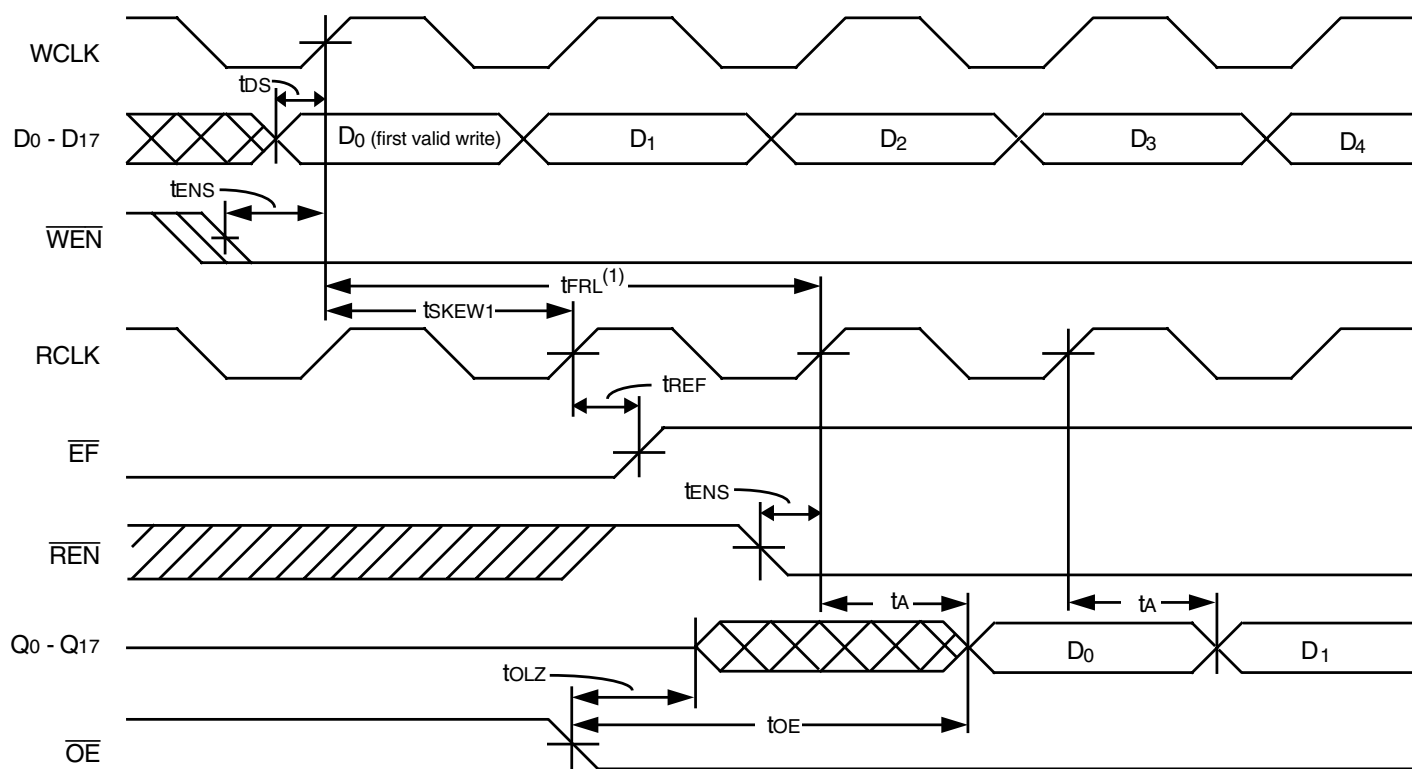 WCLK
tDS
D0 - D17
D0 (first valid write)
D1
D2
D3
D4
tENS
WEN
tFRL(1)
tSKEW1
RCLK
tREF
EF
tENS
REN
tA
tA
Q0 - Q17
D0
D1
tOLZ
tOE
OE